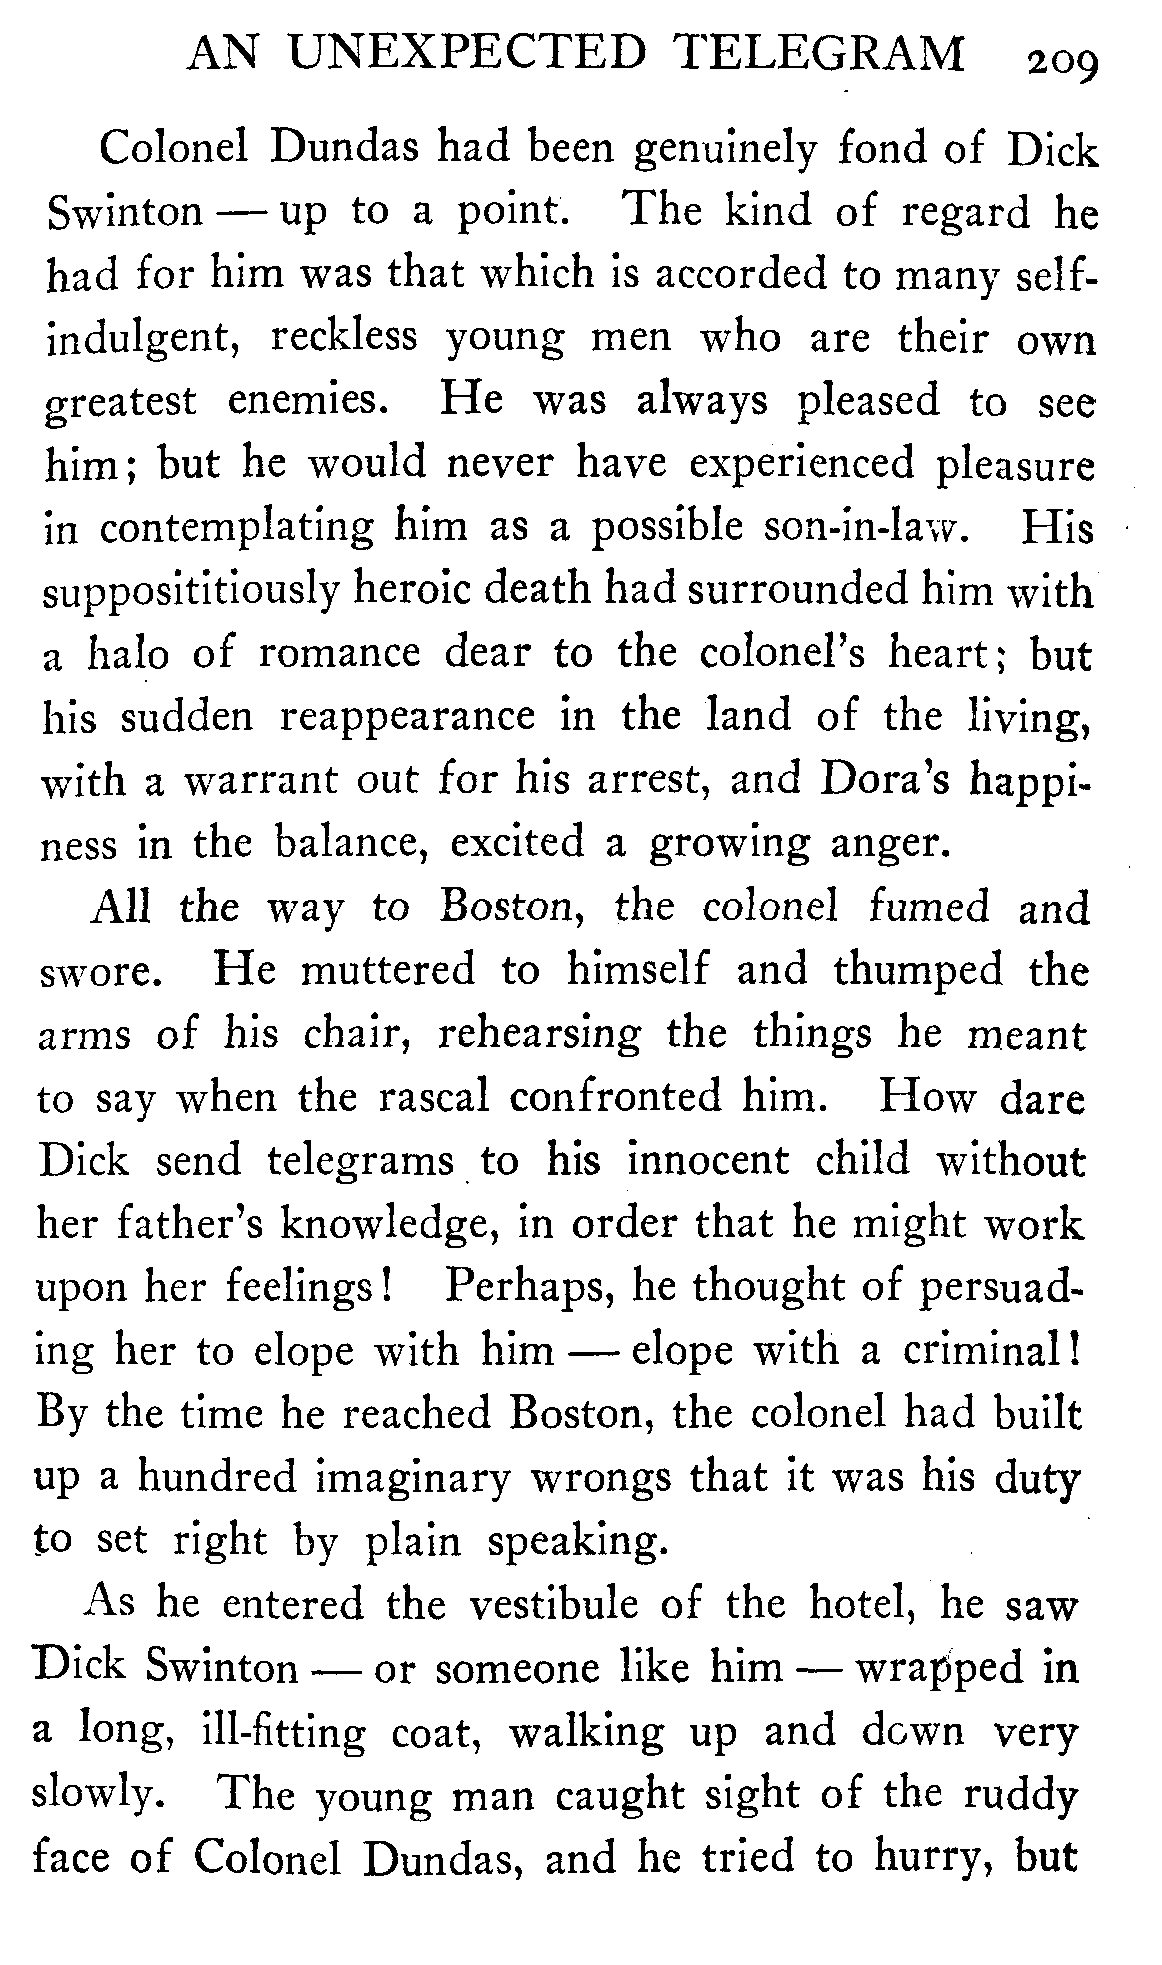 AN UNEXPECTED TELEGRAM 209
Colonel Dundas had been genuinely fond of Dick
Swinton — up to a point. The kind of regard he
had for him was that which is accorded to many self-
indulgent, reckless young men who are their own
greatest enemies. He was always pleased to see
him; but he would never have experienced pleasure
in contemplating him as a possible son-in-law. His
supposititiously heroic death had surrounded him with
a halo of romance dear to the colonel's heart; but
his sudden reappearance in the land of the living,
with a warrant out for his arrest, and Dora's happi-
ness in the balance, excited a growing anger.
All the way to Boston, the colonel fumed and
swore. He muttered to himself and thumped the
arms of his chair, rehearsing the things he meant
to say when the rascal confronted him. How dare
Dick send telegrams to his innocent child without
her father's knowledge, in order that he might work
upon her feelings! Perhaps, he thought of persuad-
ing her to elope with him — elope with a criminal!
By the time he reached Boston, the colonel had built
up a hundred imaginary wrongs that it was his duty
to set right by plain speaking.
As he entered the vestibule of the hotel, he saw
Dick Swinton — or someone like him — wrapped in
a long, ill-fitting coat, walking up and down very
slowly. The young man caught sight of the ruddy
face of Colonel Dundas, and he tried to hurry, but